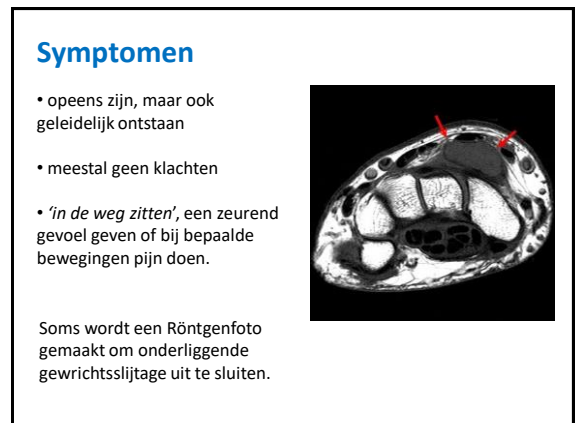 Symptomen
• opeens zijn, maar ook
geleidelijk ontstaan
• meestal geen klachten
• ‘in de weg zitten’, een zeurend
gevoel geven of bij bepaalde
bewegingen pijn doen.
Soms wordt een Röntgenfoto
gemaakt om onderliggende
gewrichtsslijtage uit te sluiten.